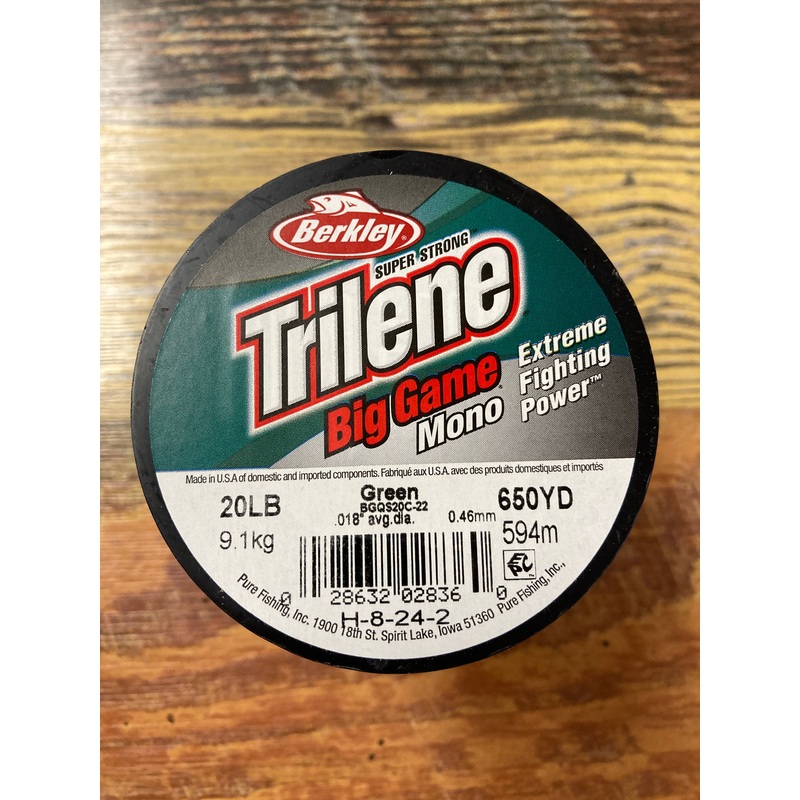 Berkley®
SUPER STRONG™
Trilene®
Big Game®
Mono
Extreme
Fighting
Power™
Made in U.S.A of domestic and imported components. Fabriqué aux U.S.A. avec des produits domestiques et importés
20LB
9.1kg
Green
BGQS20C-22
.018" avg.dia.
0.46mm
650YD
594m
EPC
0 28632 02836 0
H-8-24-2
Pure Fishing, Inc. 1900 18th St. Spirit Lake, Iowa 51360 Pure Fishing, Inc.,